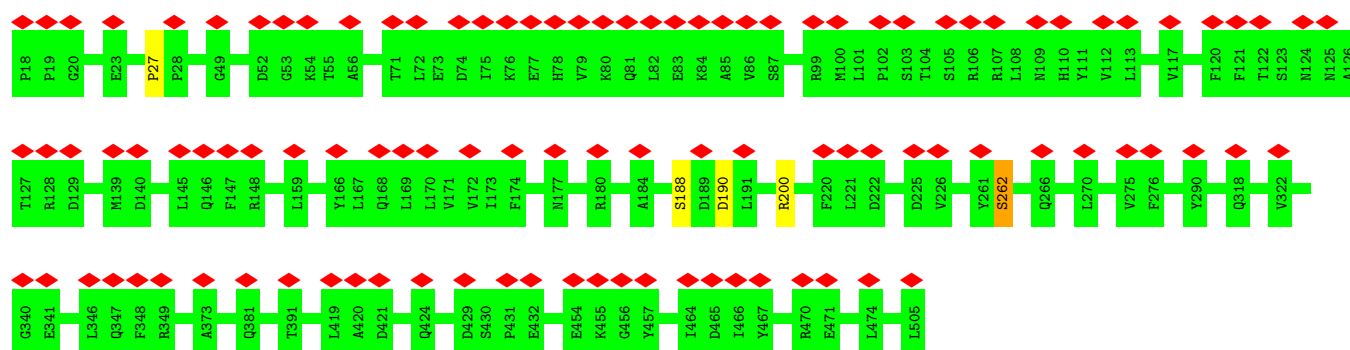 P18 P19 G20 E23 P27 P28 G49 D52 G53 K54 T55 A56 T71 L72 E73 D74 I75 K76 E77 H78 V79 K80 Q81 L82 E83 K84 A85 V86 S87 R99 M100 L101 P102 S103 T104 S105 R106 R107 L108 N109 H110 Y111 V112 L113 V117 F120 F121 T122 S123 N124 N125 A126
T127 R128 D129 M139 D140 L145 Q146 F147 R148 L159 Y166 L167 Q168 L169 L170 V171 V172 I173 F174 N177 R180 A184 S188 D189 D190 L191 R200 F220 L221 D222 D225 V226 Y261 S262 Q266 L270 V275 F276 Y290 Q318 V322
G340 E341 L346 Q347 F348 R349 A373 Q381 T391 L419 A420 D421 Q424 D429 S430 P431 E432 E454 K455 G456 Y457 I464 D465 I466 Y467 R470 E471 L474 L505